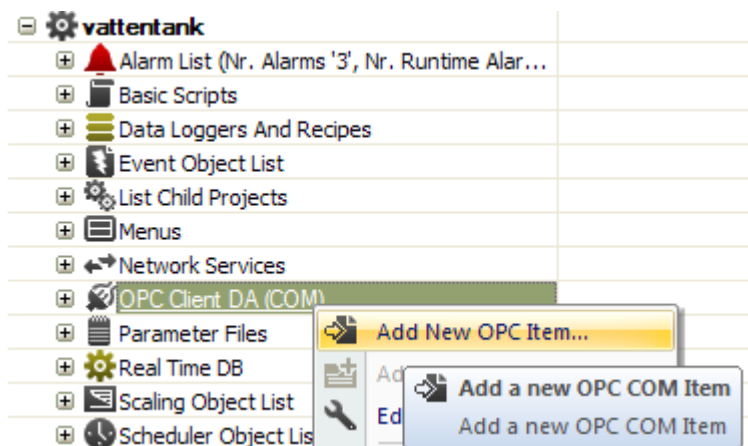 vattentank
Alarm List (Nr. Alarms '3', Nr. Runtime Alar...
Basic Scripts
Data Loggers And Recipes
Event Object List
List Child Projects
Menus
Network Services
OPC Client DA (COM)
Add New OPC Item...
Parameter Files
Real Time DB
Ad
Add a new OPC COM Item
Scaling Object List
Ed
Add a new OPC COM Item
Scheduler Object Lis